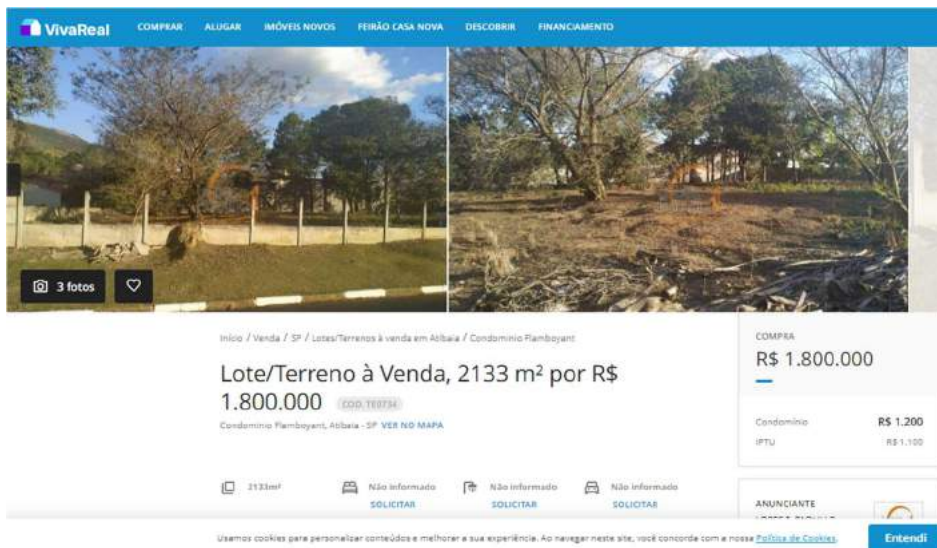 VivaReal
COMPRAR ALUGAR IMÓVEIS NOVOS FEIRÃO CASA NOVA DESCOBRIR FINANCIAMENTO
3 fotos
Início / Venda / SP / Lotes/Terrenos à venda em Atibaia / Condominio Flamboyant
Lote/Terreno à Venda, 2133 m² por R$
1.800.000 COD. TE0734
Condominio Flamboyant, Atibaia - SP VER NO MAPA
2133m² Não informado Não informado Não informado
SOLICITAR SOLICITAR SOLICITAR
COMPRA
R$ 1.800.000
Condomínio R$ 1.200
IPTU R$ 1.100
ANUNCIANTE
Usamos cookies para personalizar conteúdos e melhorar a sua experiência. Ao navegar neste site, você concorda com a nossa Política de Cookies.
Entendi